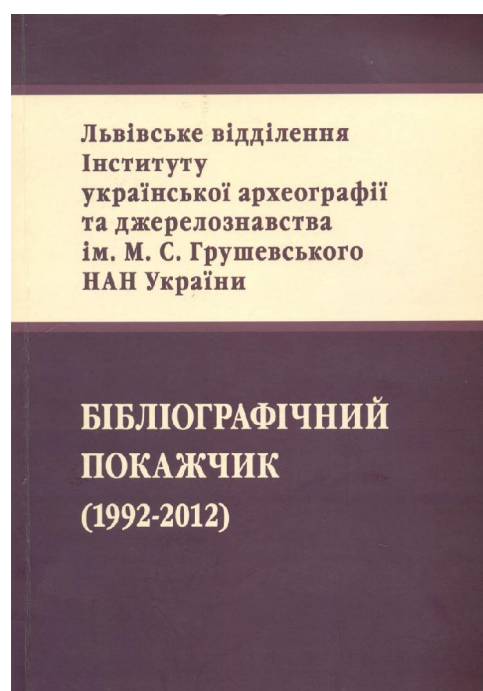 Львівське відділення
Інституту
української археографії
та джерелознавства
ім. М. С. Грушевського
НАН України
БІБЛІОГРАФІЧНИЙ
ПОКАЖЧИК
(1992-2012)